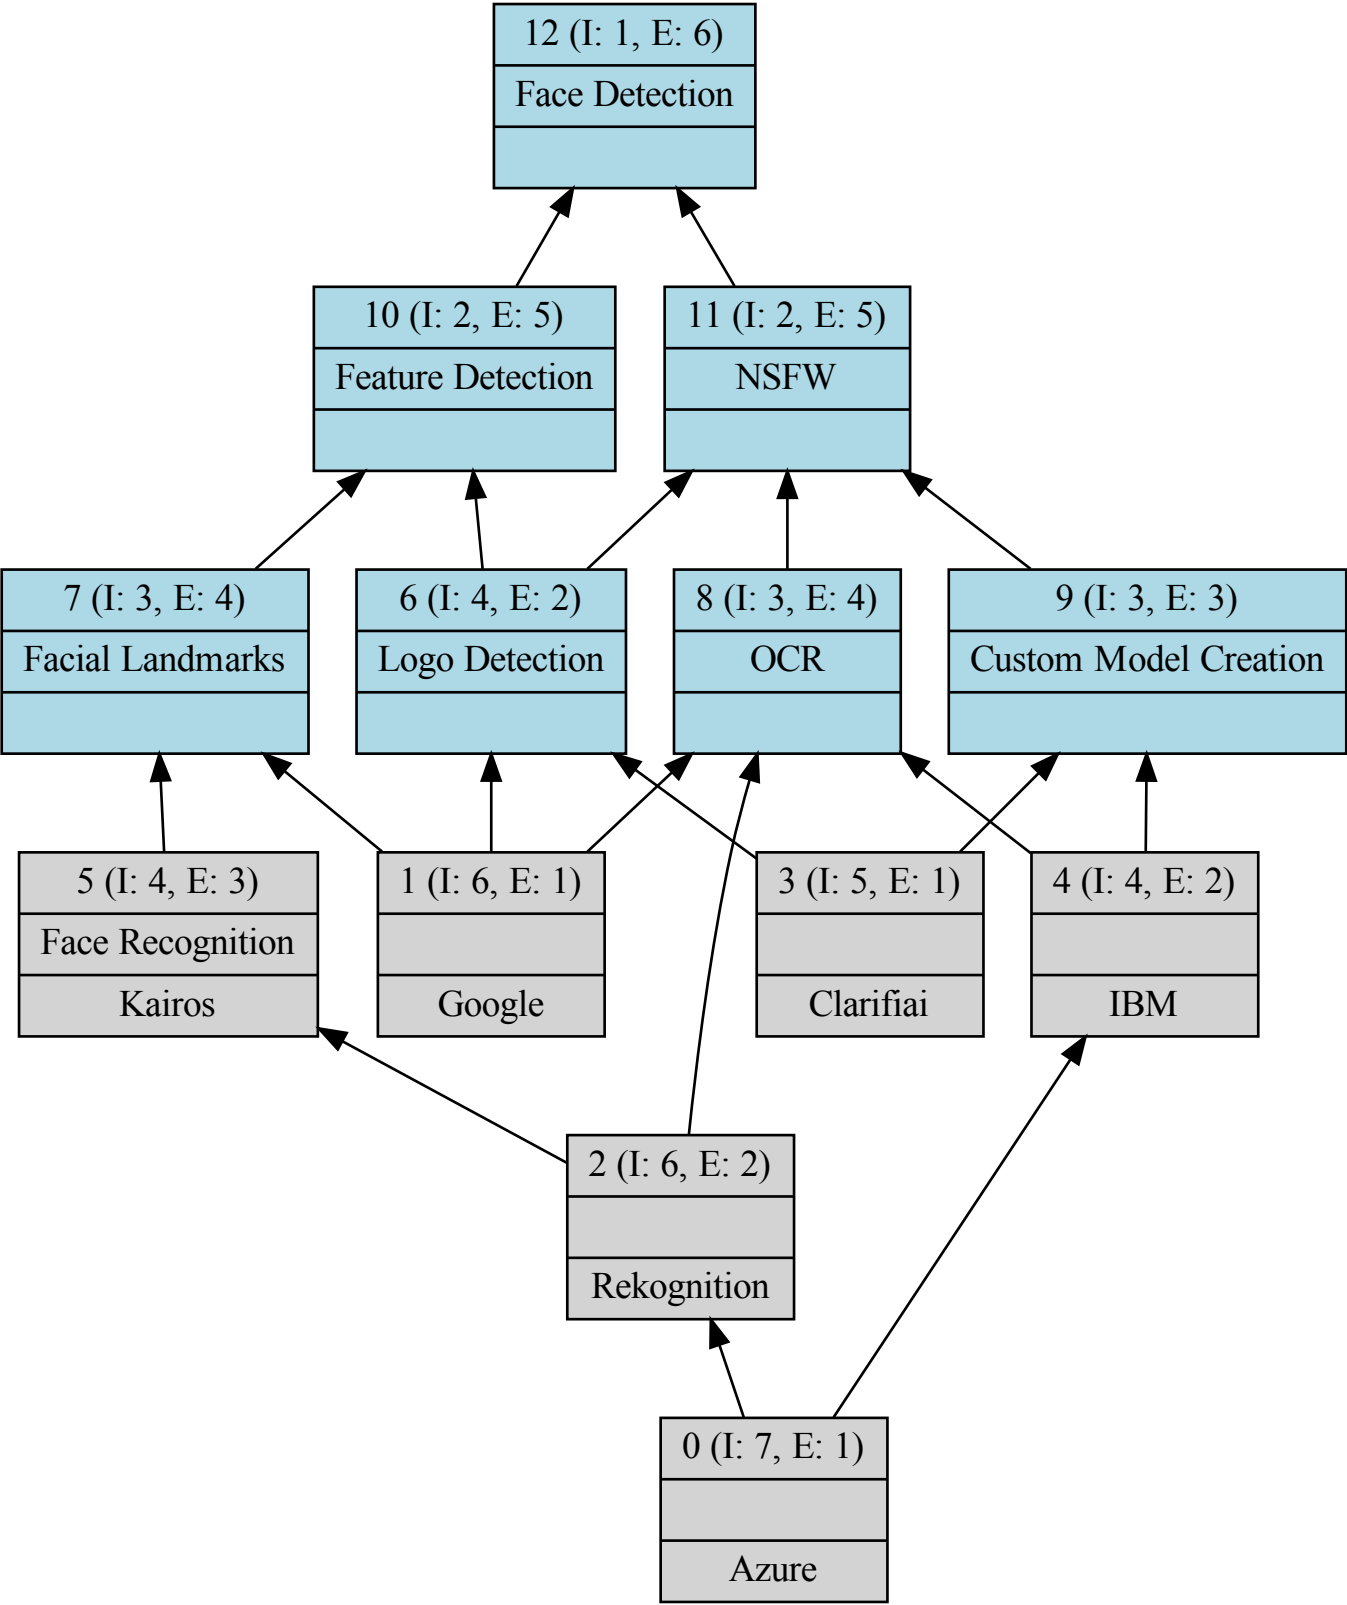 12 (I: 1, E: 6)
Face Detection
10 (I: 2, E: 5)
Feature Detection
11 (I: 2, E: 5)
NSFW
7 (I: 3, E: 4)
Facial Landmarks
6 (I: 4, E: 2)
Logo Detection
8 (I: 3, E: 4)
OCR
9 (I: 3, E: 3)
Custom Model Creation
5 (I: 4, E: 3)
Face Recognition
Kairos
1 (I: 6, E: 1)
Google
3 (I: 5, E: 1)
Clarifiai
4 (I: 4, E: 2)
IBM
2 (I: 6, E: 2)
Rekognition
0 (I: 7, E: 1)
Azure